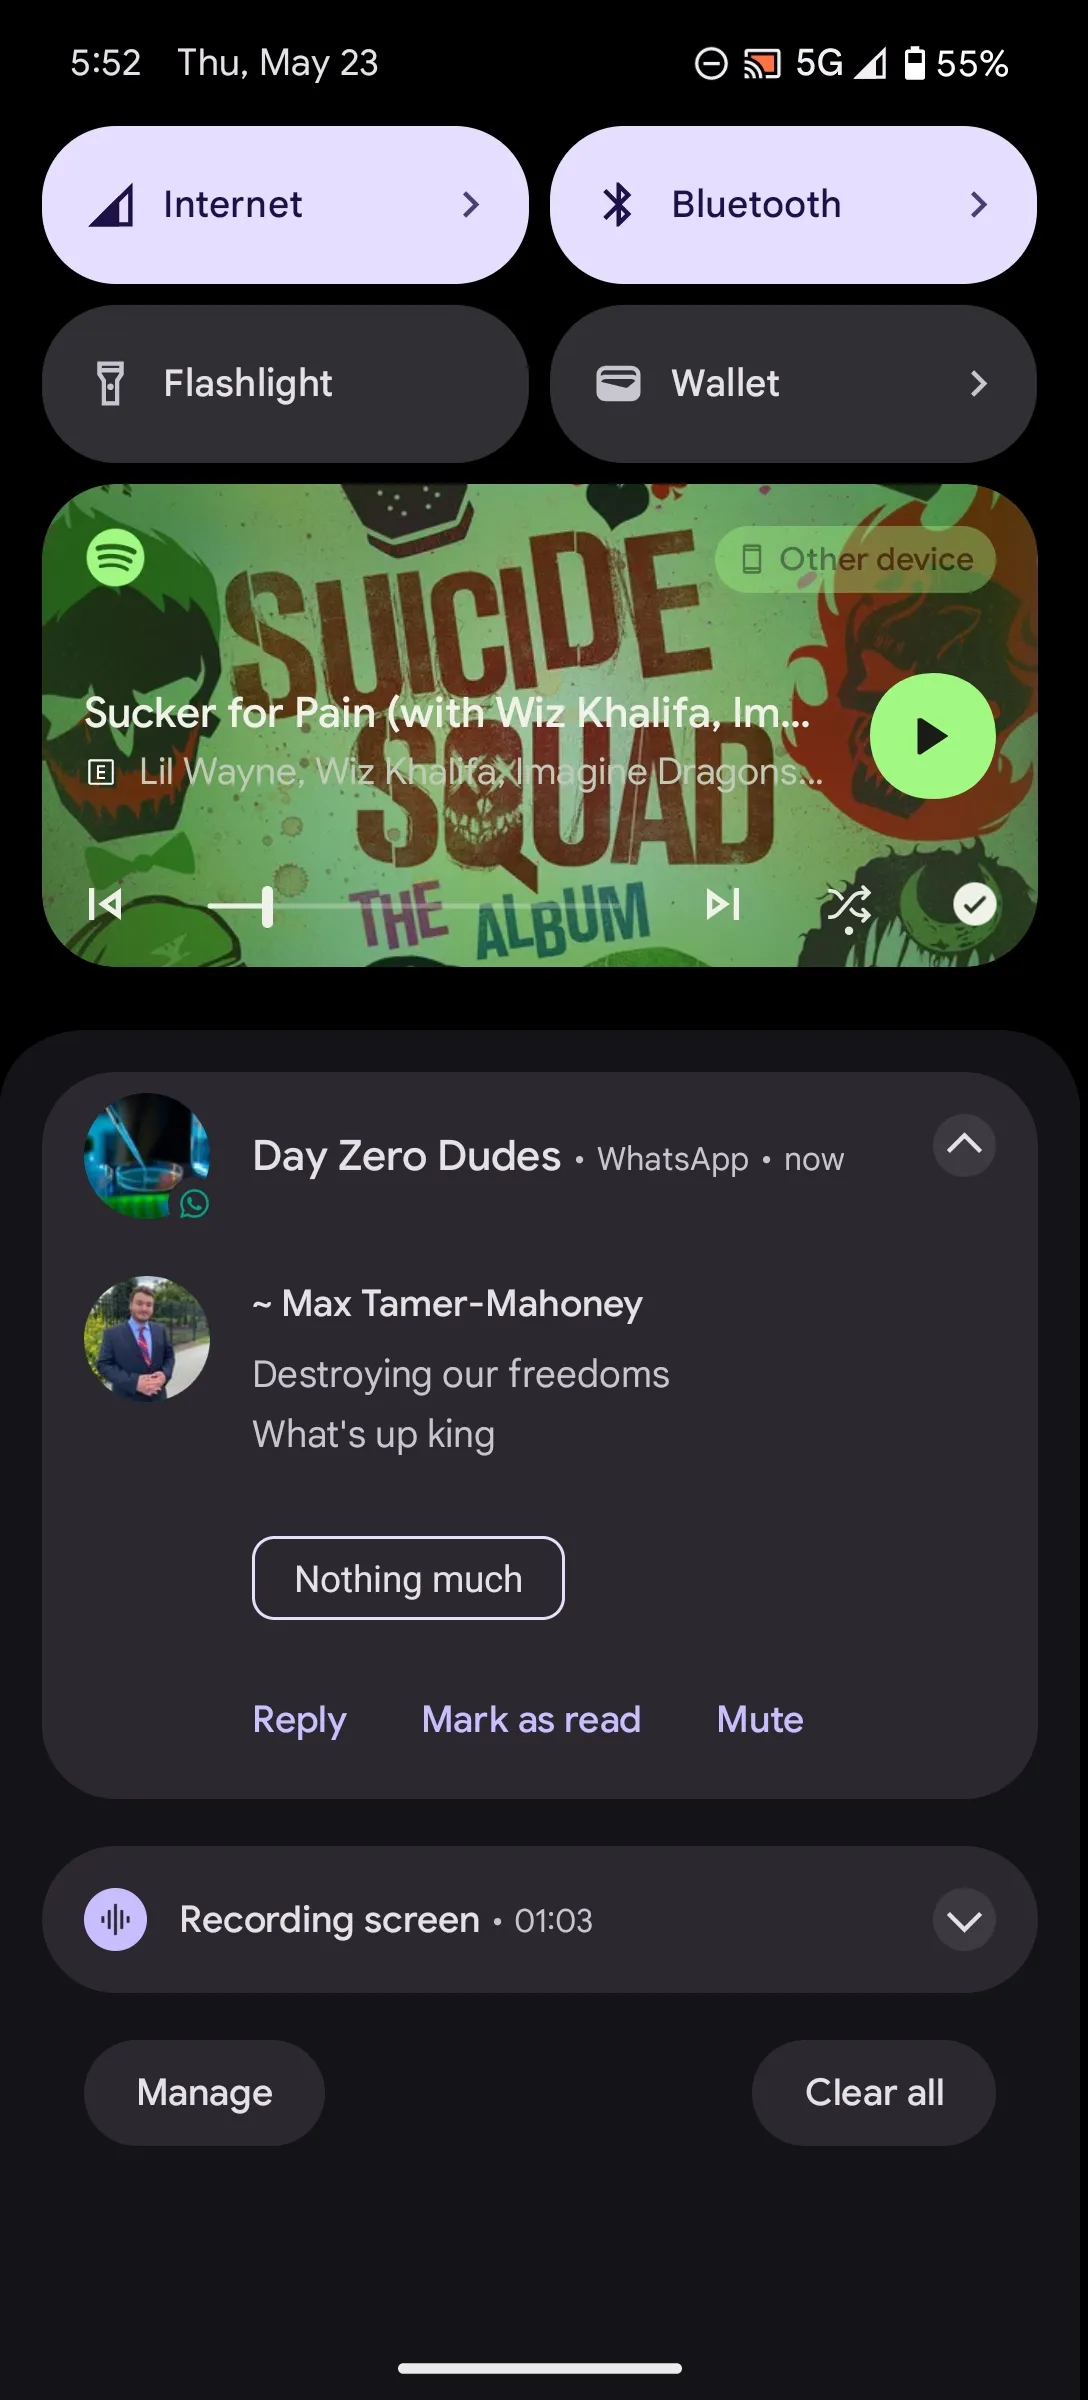 5:52 Thu, May 23 5G 55%
Internet
Bluetooth
Flashlight
Wallet
SUICIDE
SQUAD
THE ALBUM
Other device
Sucker for Pain (with Wiz Khalifa, Im...
E Lil Wayne, Wiz Khalifa, Imagine Dragons...
Day Zero Dudes • WhatsApp • now
~ Max Tamer-Mahoney
Destroying our freedoms
What's up king
Nothing much
Reply Mark as read Mute
Recording screen • 01:03
Manage Clear all